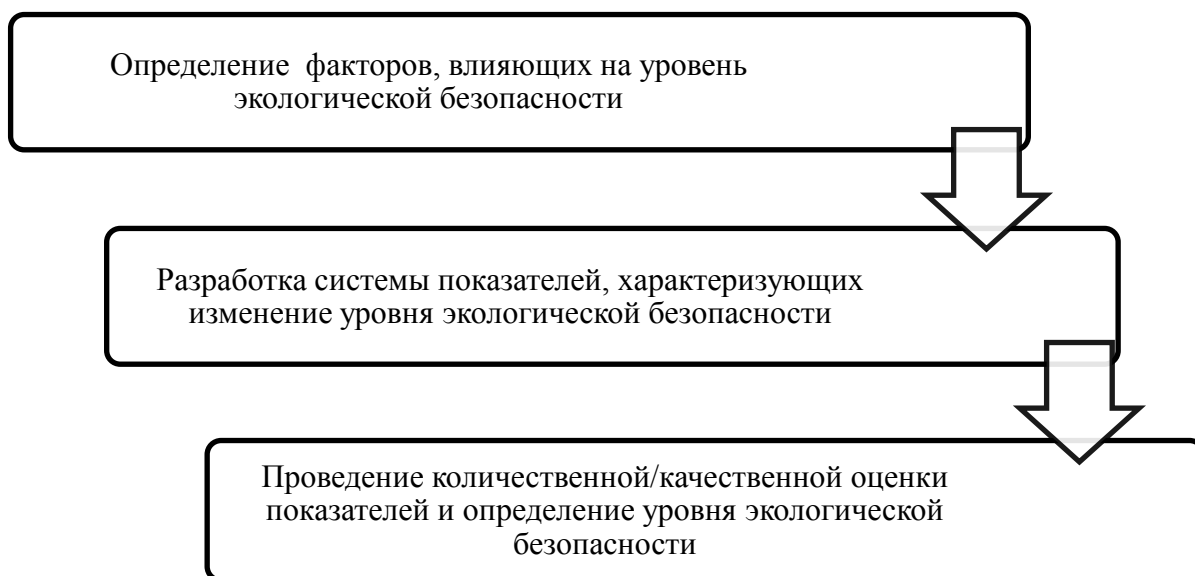 Определение факторов, влияющих на уровень
экологической безопасности
Разработка системы показателей, характеризующих
изменение уровня экологической безопасности
Проведение количественной/качественной оценки
показателей и определение уровня экологической
безопасности